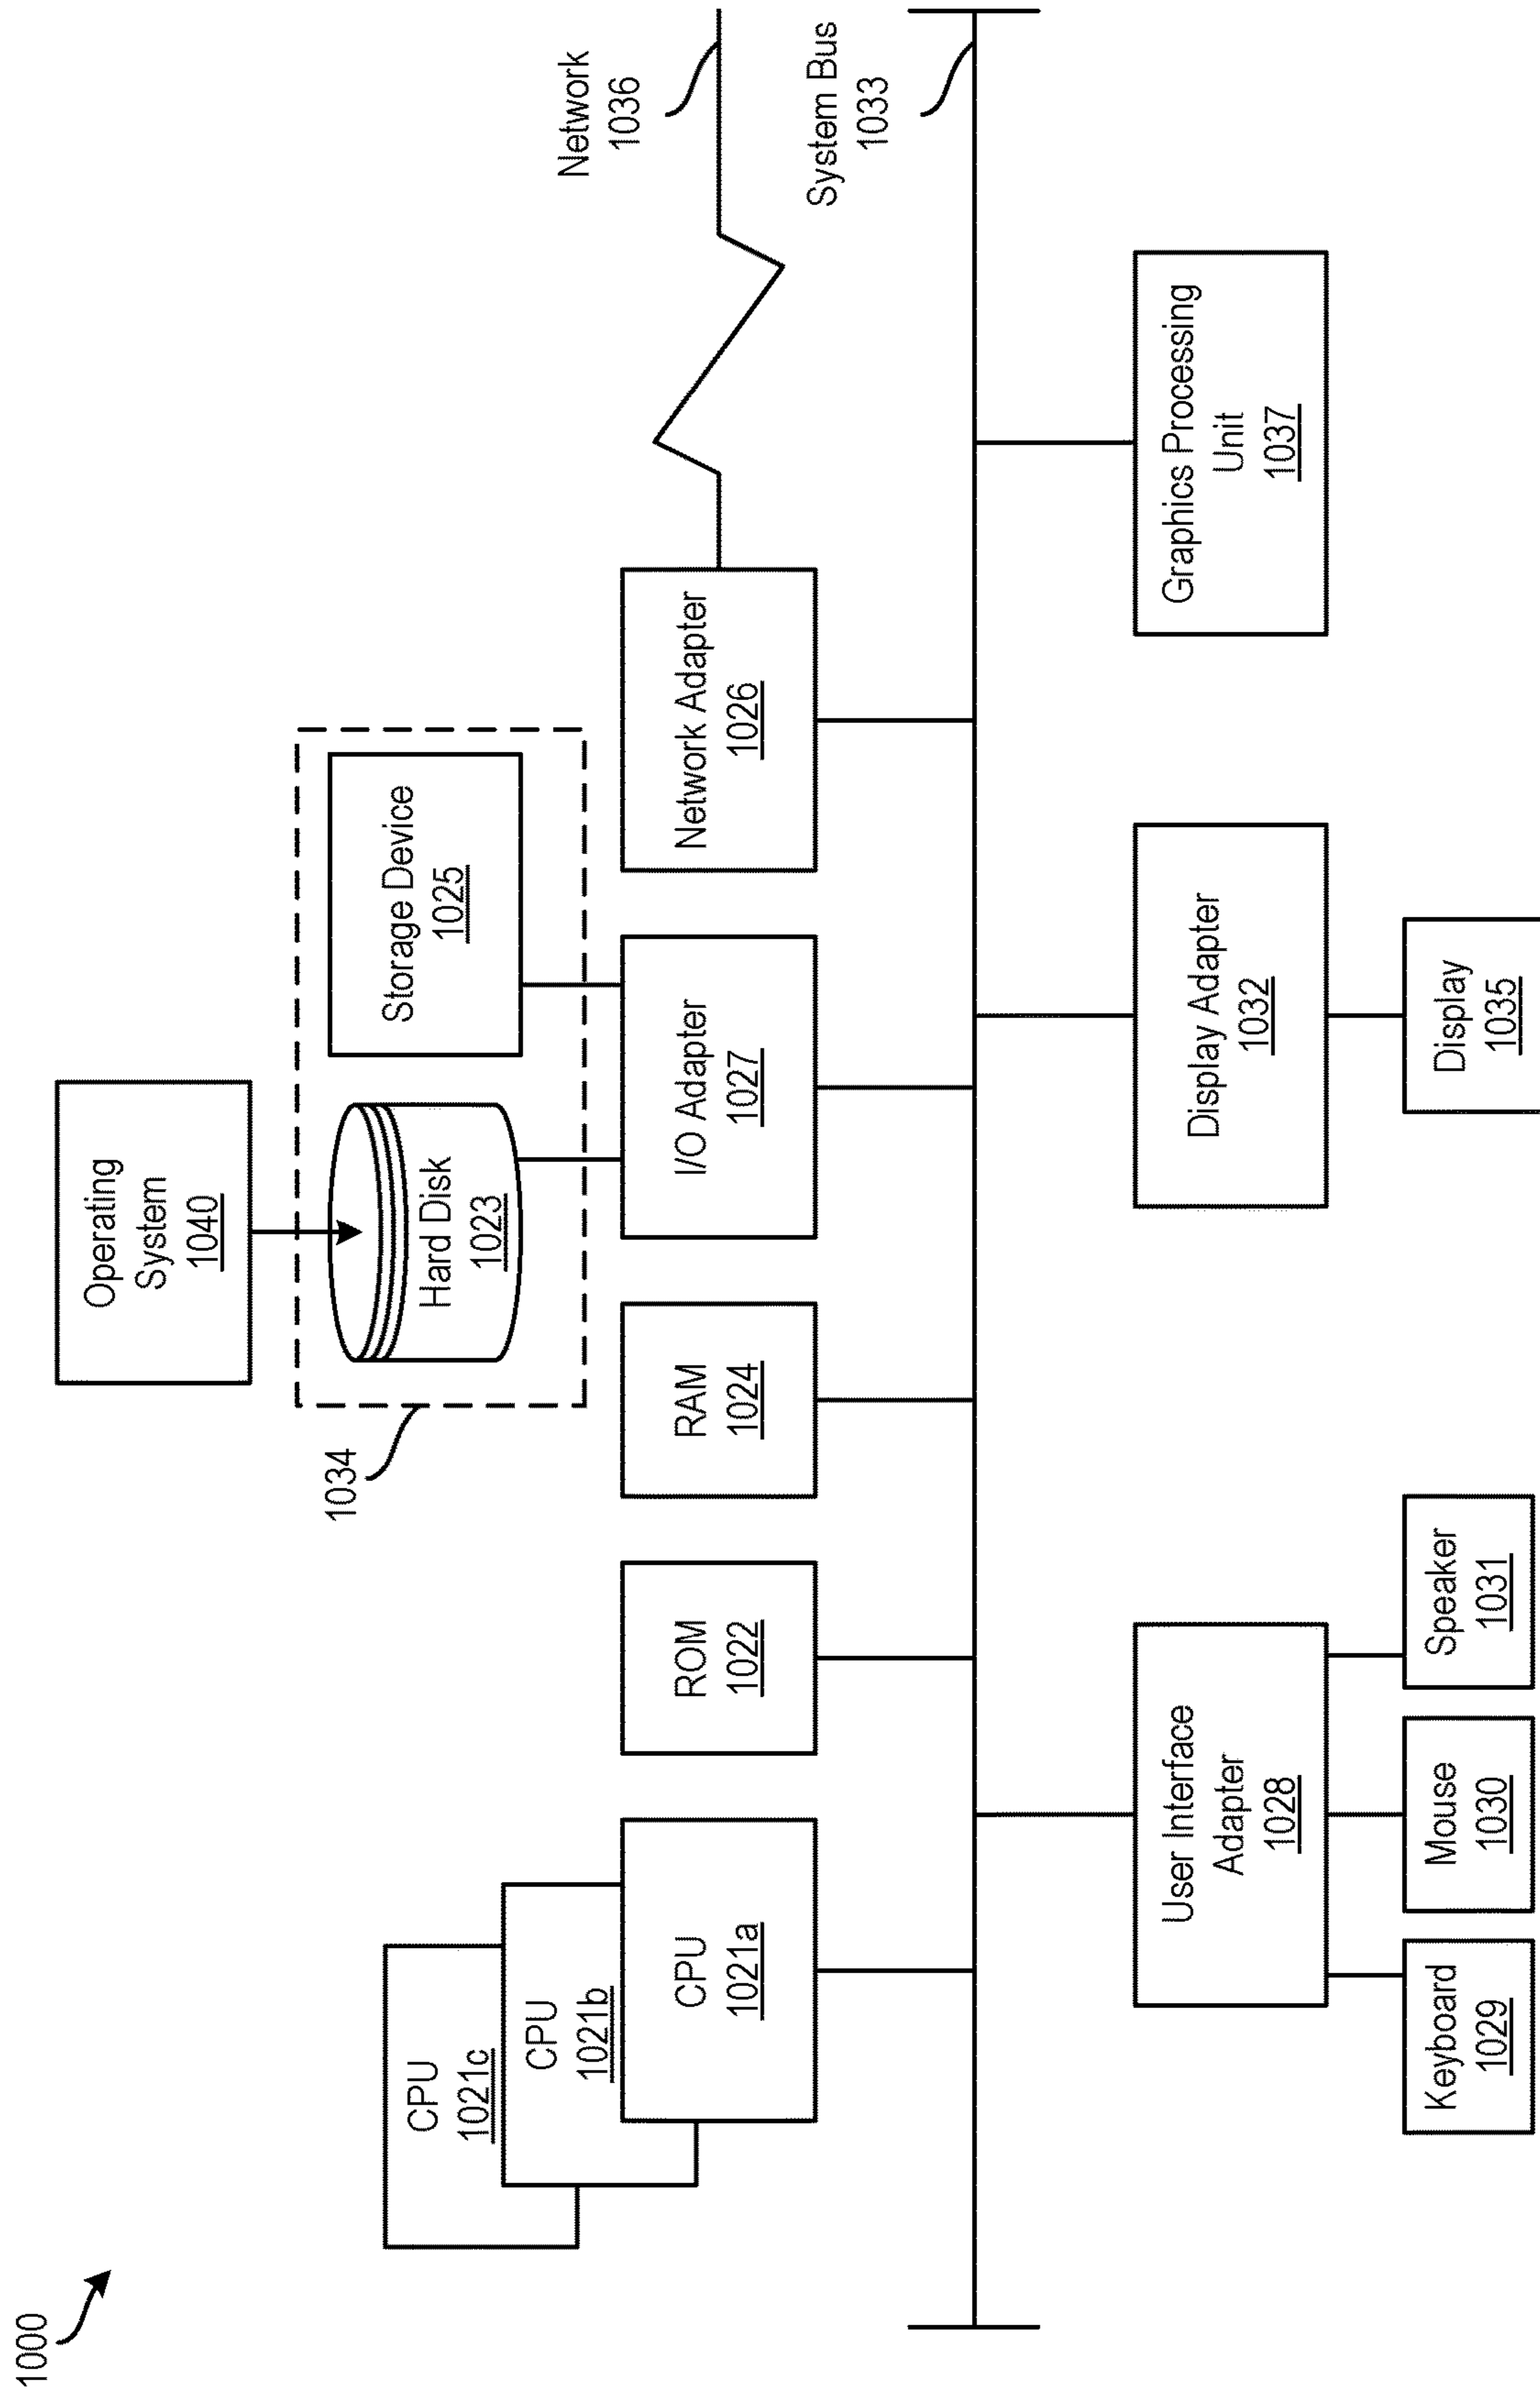 1000
Operating
System
1040
1034
Hard Disk
1023
Storage Device
1025
CPU
1021c
CPU
1021b
CPU
1021a
ROM
1022
RAM
1024
I/O Adapter
1027
Network Adapter
1026
Network
1036
System Bus
1033
User Interface
Adapter
1028
Display Adapter
1032
Graphics Processing
Unit
1037
Keyboard
1029
Mouse
1030
Speaker
1031
Display
1035